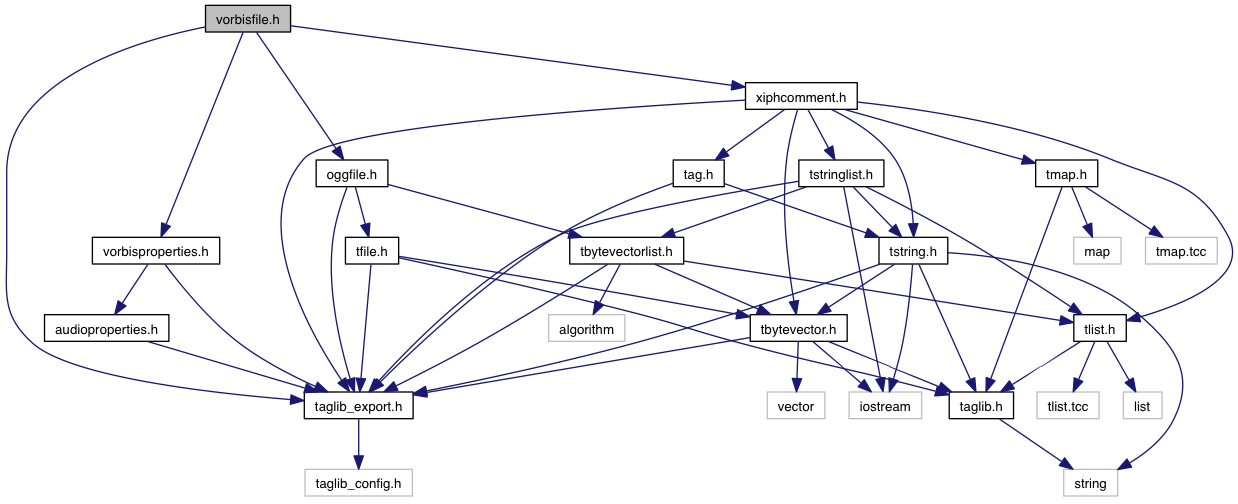 vorbisfile.h
xiphcomment.h
oggfile.h
tag.h
tstringlist.h
tmap.h
vorbisproperties.h
tfile.h
tbytevectorlist.h
tstring.h
map
tmap.tcc
audioproperties.h
algorithm
tbytevector.h
tlist.h
taglib_export.h
vector
iostream
taglib.h
tlist.tcc
list
taglib_config.h
string